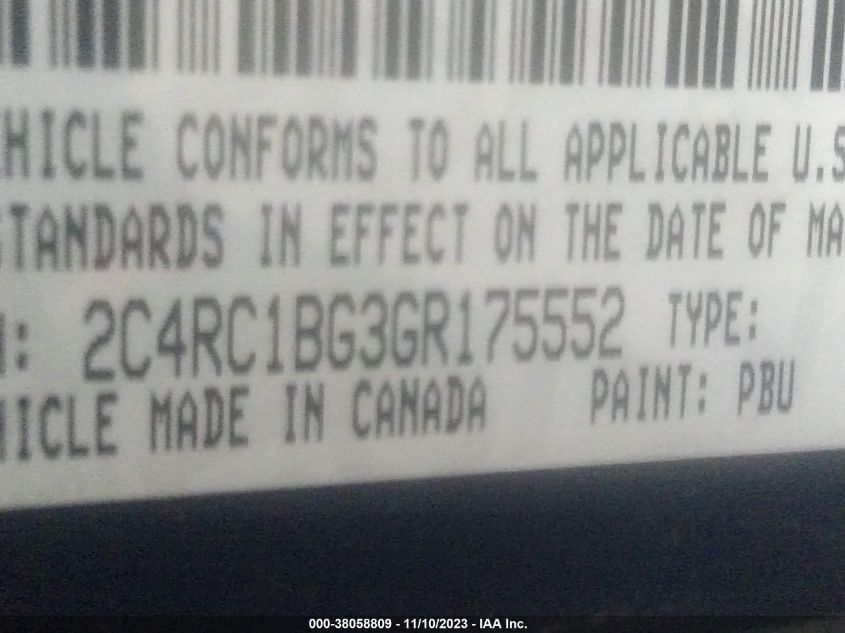 HICLE CONFORMS TO ALL APPLICABLE U.S
STANDARDS IN EFFECT ON THE DATE OF MA
: 2C4RC1BG3GR175552 TYPE:
HICLE MADE IN CANADA PAINT: PBU
000-38058809 - 11/10/2023 - IAA Inc.